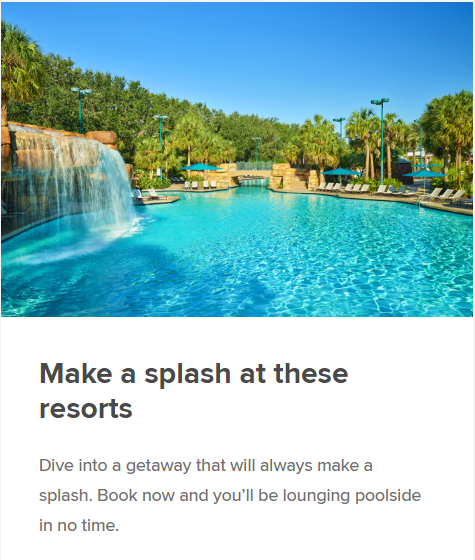 Make a splash at these
resorts
Dive into a getaway that will always make a
splash. Book now and you’ll be lounging poolside
in no time.